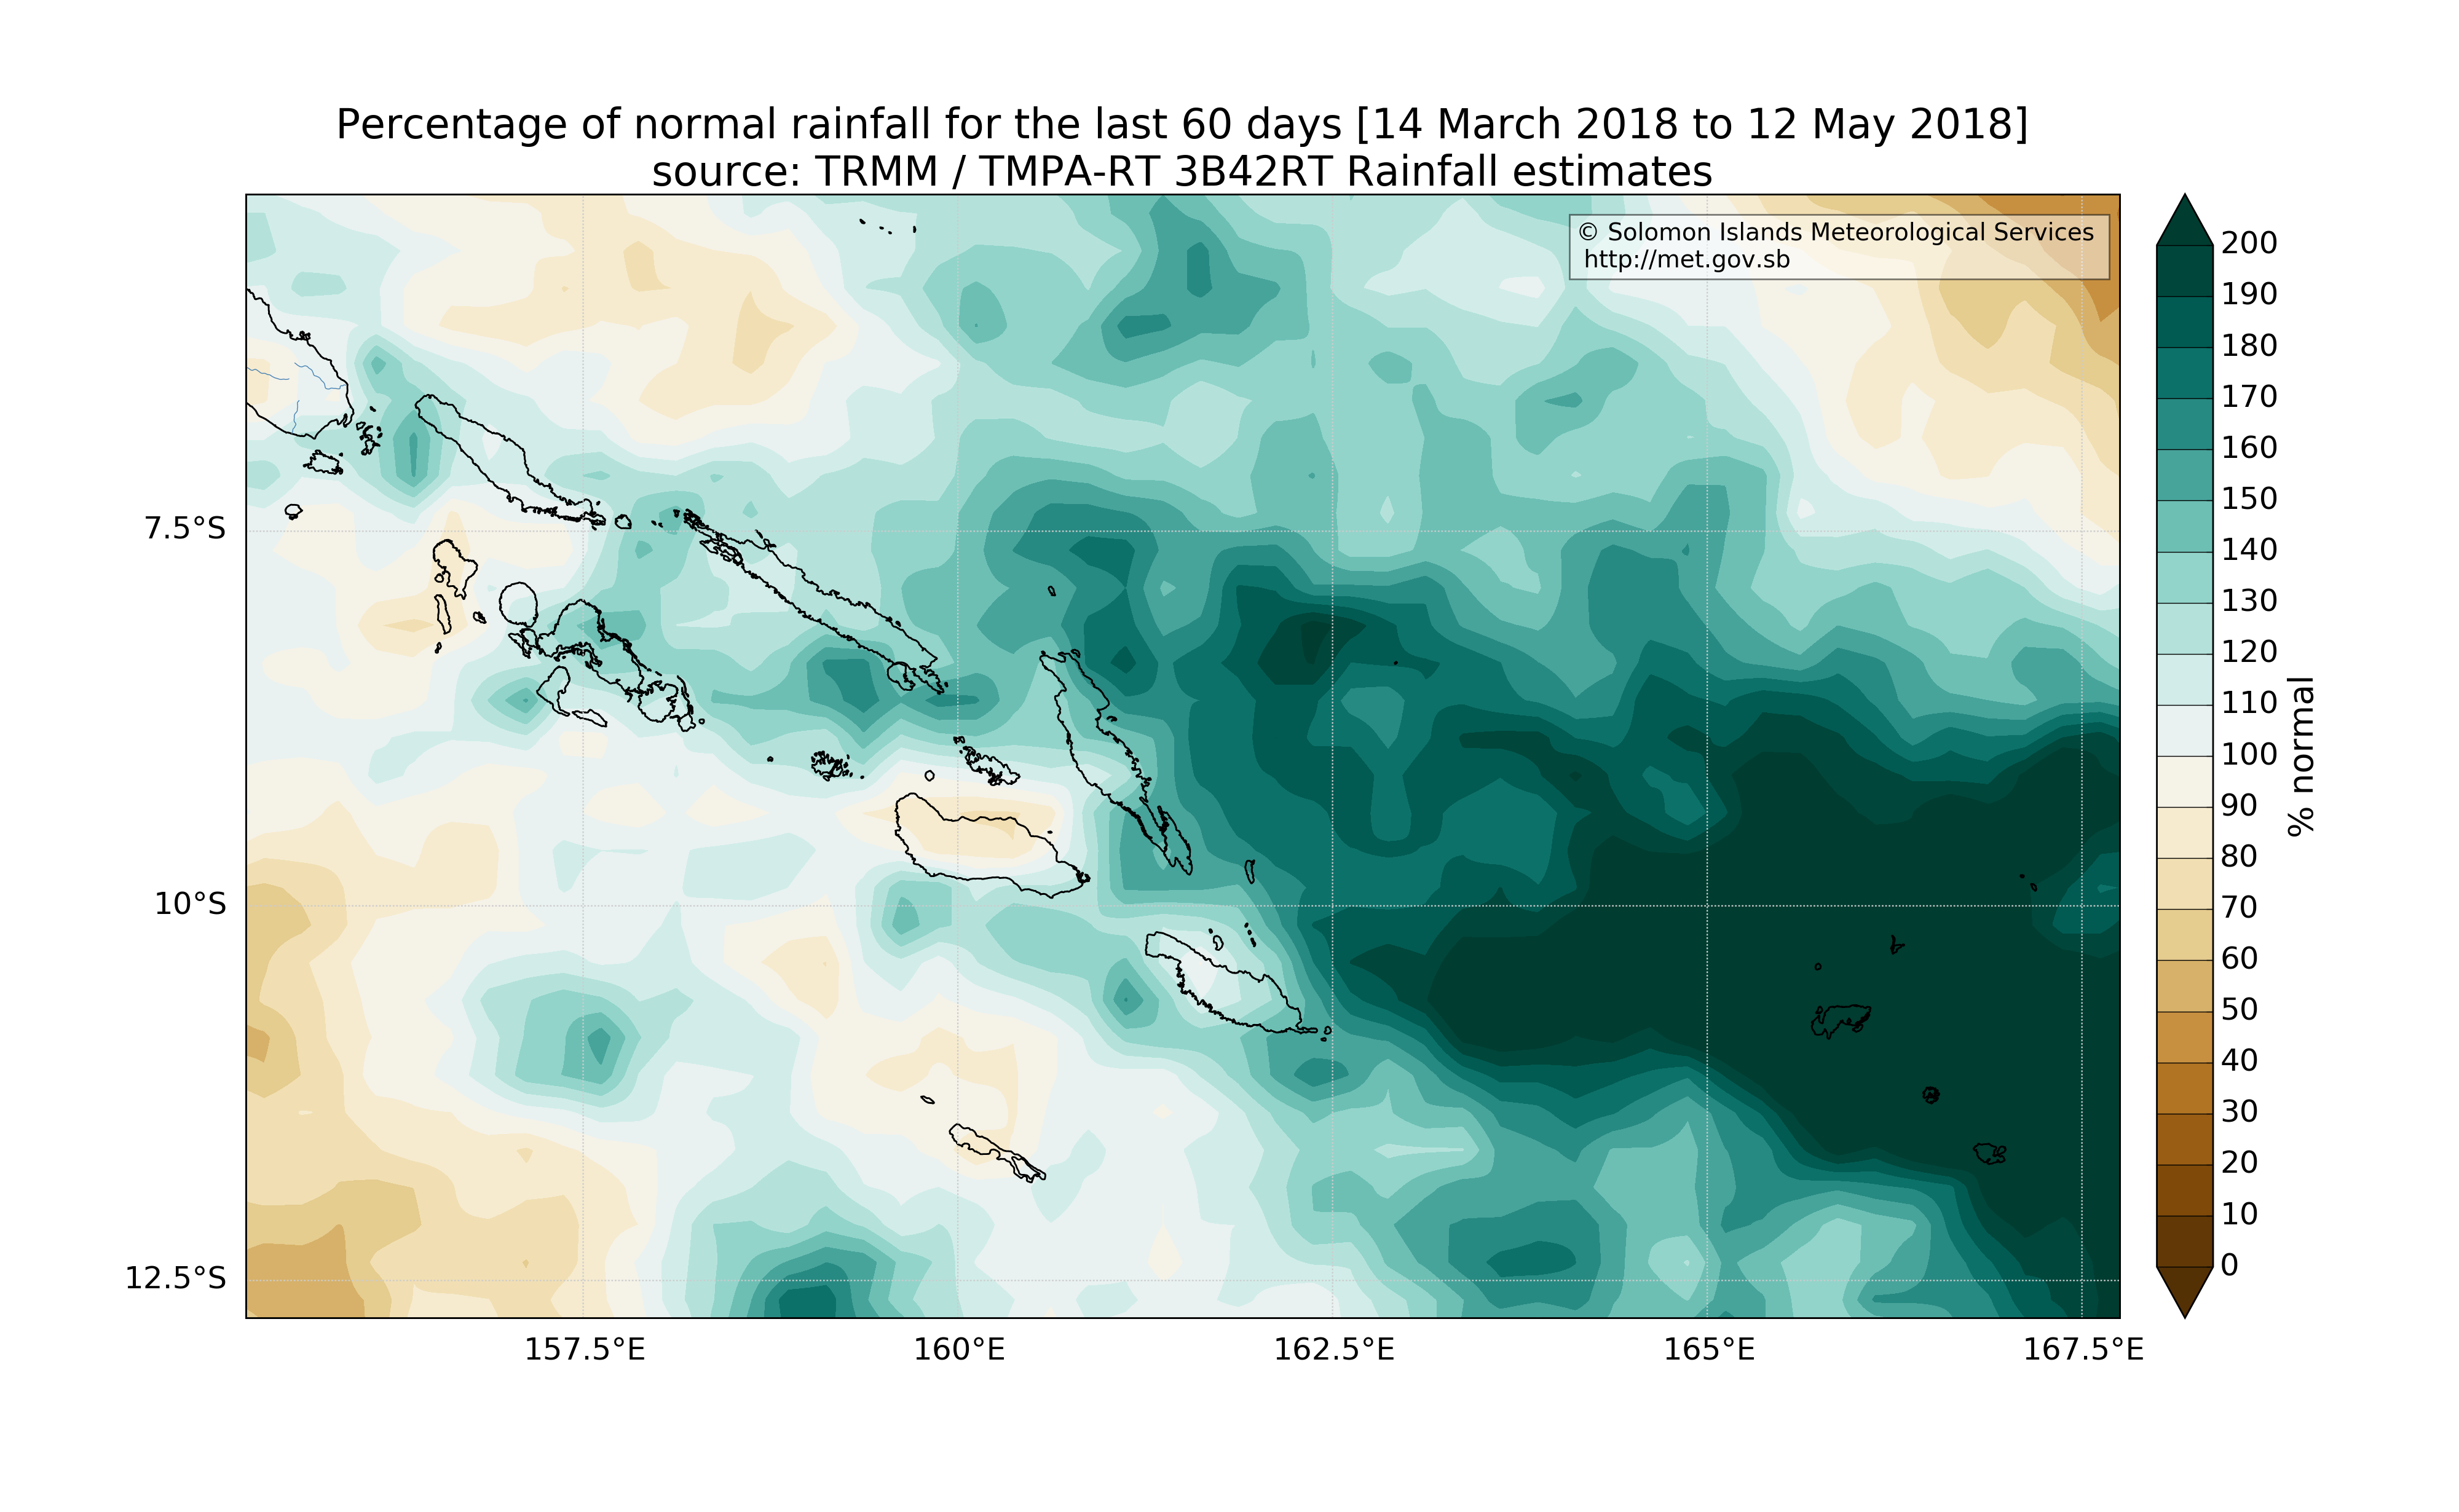 Percentage of normal rainfall for the last 60 days [14 March 2018 to 12 May 2018]
source: TRMM / TMPA-RT 3B42RT Rainfall estimates
© Solomon Islands Meteorological Services
http://met.gov.sb
7.5°S
10°S
12.5°S
157.5°E
160°E
162.5°E
165°E
167.5°E
200
190
180
170
160
150
140
130
120
110
100
90
80
70
60
50
40
30
20
10
0
% normal